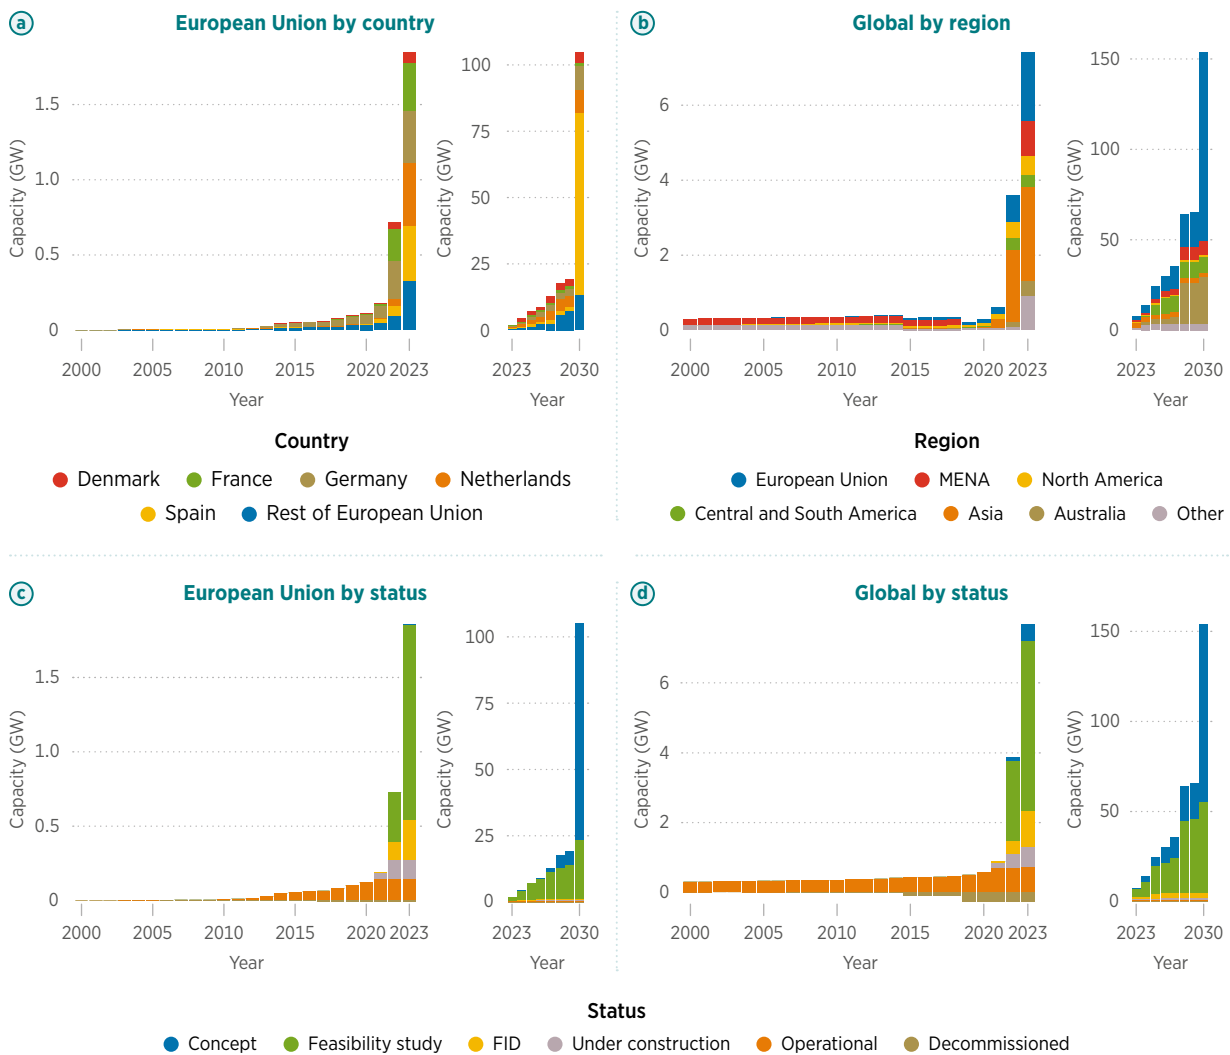 a European Union by country
Capacity (GW)
1.5
1.0
0.5
0
2000 2005 2010 2015 2020 2023
Year
Capacity (GW)
100
75
50
25
0
2023 2030
Year
Country
Denmark France Germany Netherlands
Spain Rest of European Union
b Global by region
Capacity (GW)
6
4
2
0
2000 2005 2010 2015 2020 2023
Year
Capacity (GW)
150
100
50
0
2023 2030
Year
Region
European Union MENA North America
Central and South America Asia Australia Other
c European Union by status
Capacity (GW)
1.5
1.0
0.5
0
2000 2005 2010 2015 2020 2023
Year
Capacity (GW)
100
75
50
25
0
2023 2030
Year
d Global by status
Capacity (GW)
6
4
2
0
2000 2005 2010 2015 2020 2023
Year
Capacity (GW)
150
100
50
0
2023 2030
Year
Status
Concept Feasibility study FID Under construction Operational Decommissioned